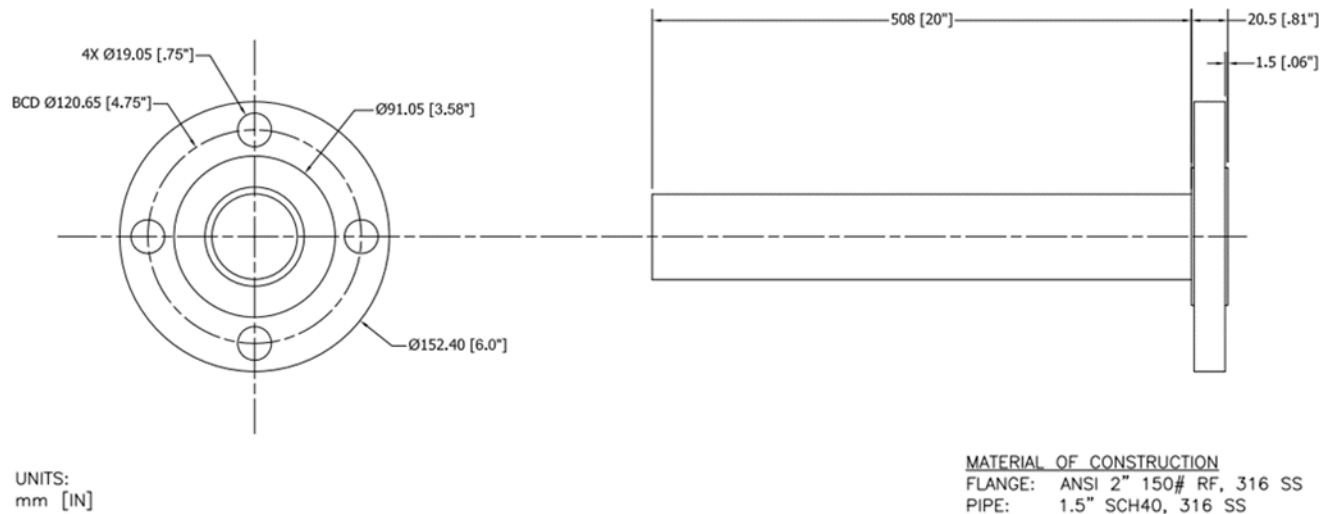 508 [20"]
20.5 [.81"]
4X Ø19.05 [.75"]
1.5 [.06"]
BCD Ø120.65 [4.75"]
Ø91.05 [3.58"]
Ø152.40 [6.0"]
UNITS:
mm [IN]
MATERIAL OF CONSTRUCTION
FLANGE: ANSI 2" 150# RF, 316 SS
PIPE: 1.5" SCH40, 316 SS